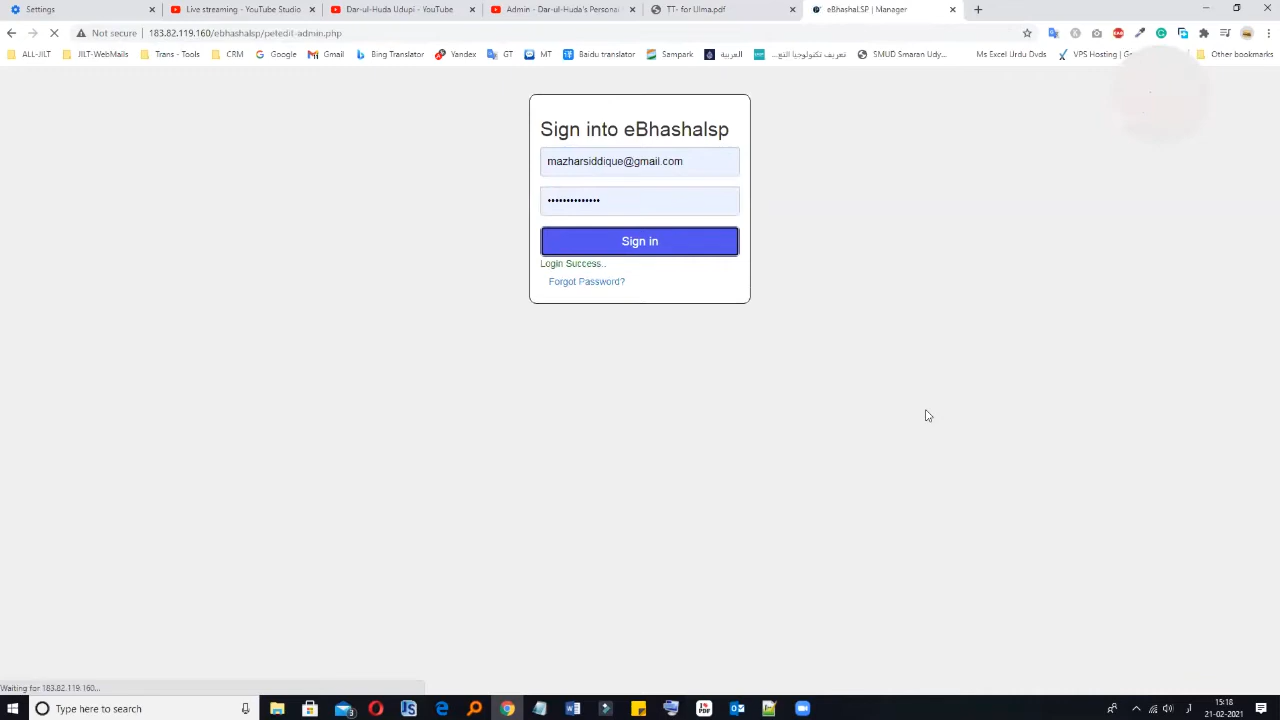 Settings
Live streaming - YouTube Studio
Dar-ul-Huda Udupi - YouTube
Admin - Dar-ul-Huda's Personal
TT- for Ulma.pdf
eBhashaLSP | Manager
Not secure | 183.82.119.160/ebhashalsp/petedit-admin.php
ALL-JILT
JILT-WebMails
Trans - Tools
CRM
Google
Gmail
Bing Translator
Yandex
GT
MT
Baidu translator
Sampark
العربية
تعريف تكنولوجيا التع...
SMUD Smaran Udy...
Ms Excel Urdu Dvds
VPS Hosting | G
Other bookmarks
Sign into eBhashalsp
mazharsiddique@gmail.com
••••••••••••••
Sign in
Login Success..
Forgot Password?
Waiting for 183.82.119.160...
Type here to search
15:18
21-02-2021